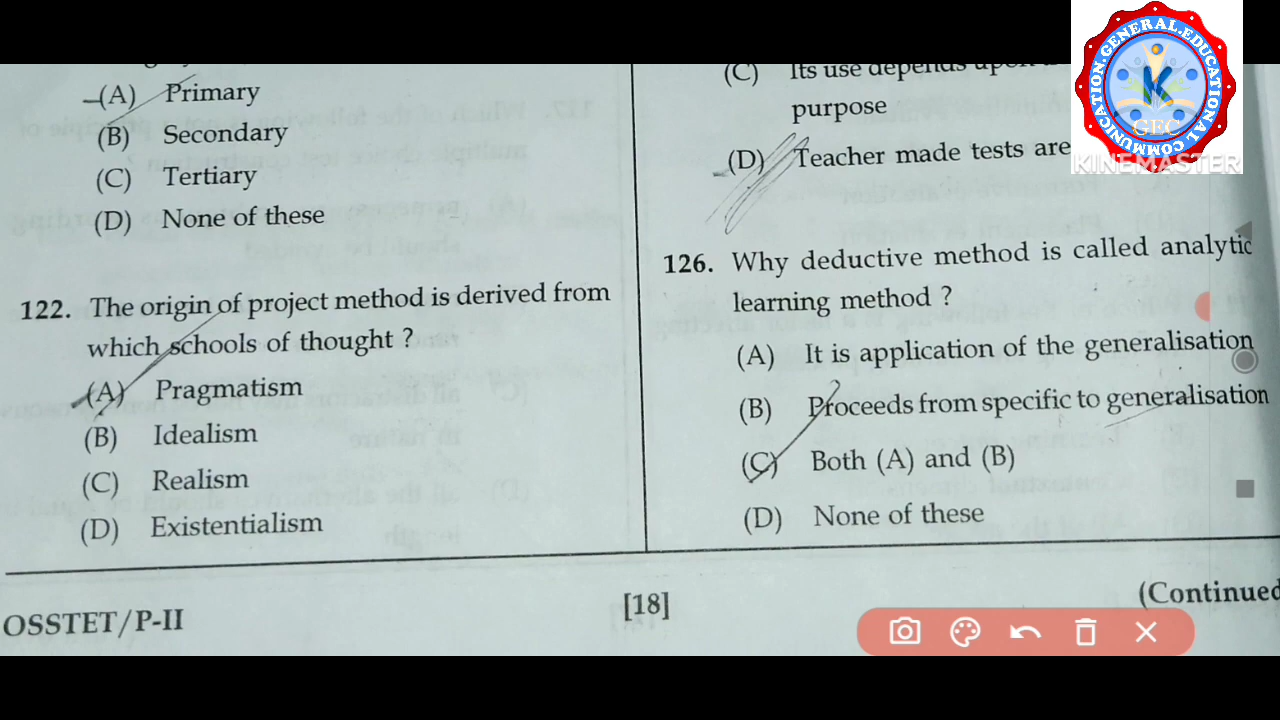 (A) Primary
(B) Secondary
(C) Tertiary
(D) None of these
122. The origin of project method is derived from
which schools of thought ?
(A) Pragmatism
(B) Idealism
(C) Realism
(D) Existentialism
OSSTET/P-II
(C) Its use depends upon
purpose
(D) Teacher made tests are
126. Why deductive method is called analytic
learning method ?
(A) It is application of the generalisation
(B) Proceeds from specific to generalisation
(C) Both (A) and (B)
(D) None of these
[18]
(Continued
GENERAL.EDUCATIONAL.COMMUNICATION.
K
GEC
KINEMASTER